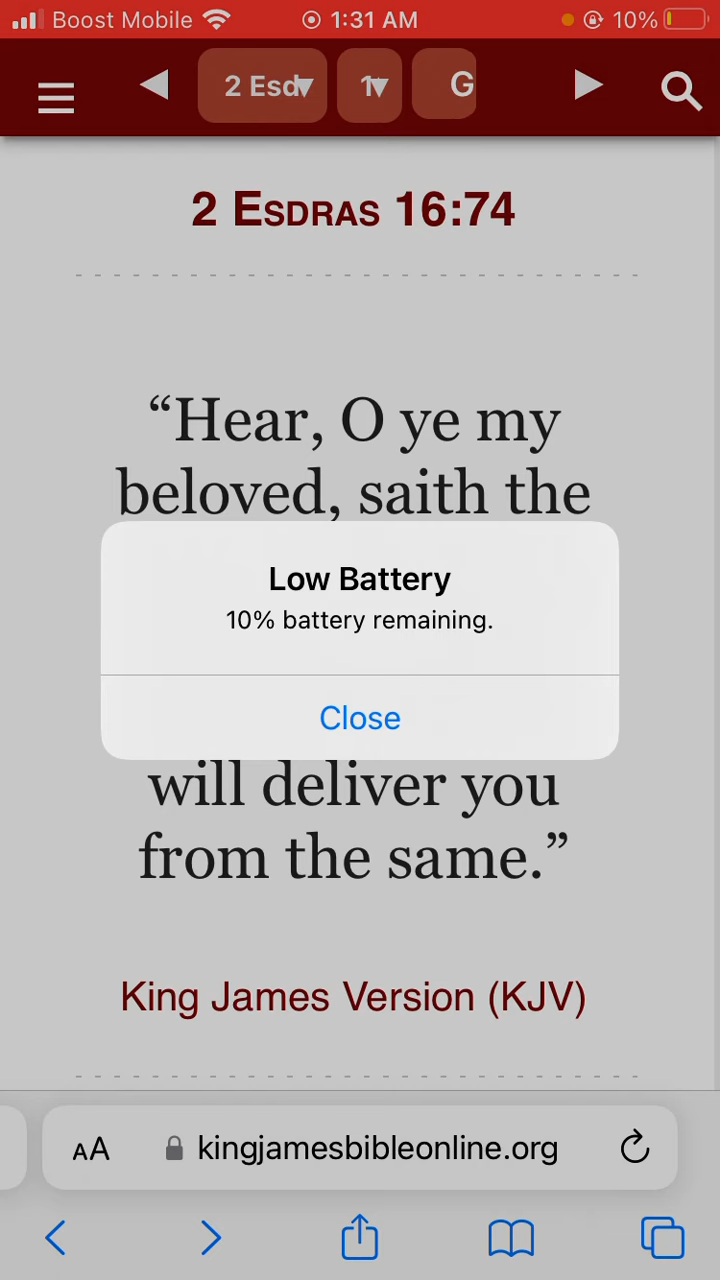 Boost Mobile 1:31 AM 10%
2 Esd 1 G
2 ESDRAS 16:74
“Hear, O ye my
beloved, saith the
Low Battery
10% battery remaining.
Close
will deliver you
from the same.”
King James Version (KJV)
AA kingjamesbibleonline.org